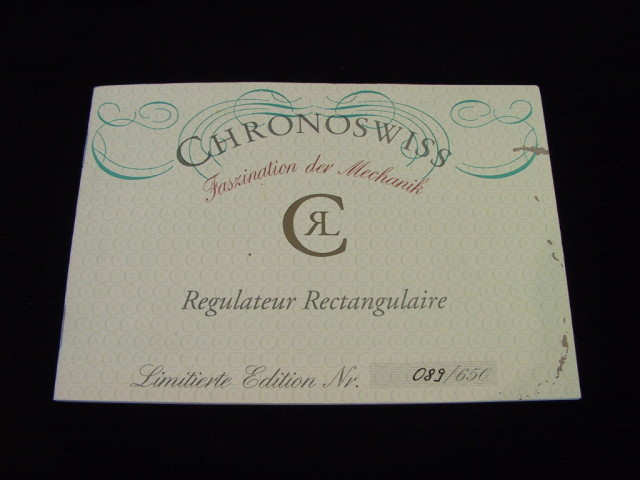 CHRONOSWISS
Faszination der Mechanik
CRL
Regulateur Rectangulaire
Limitierte Edition Nr. 089/650